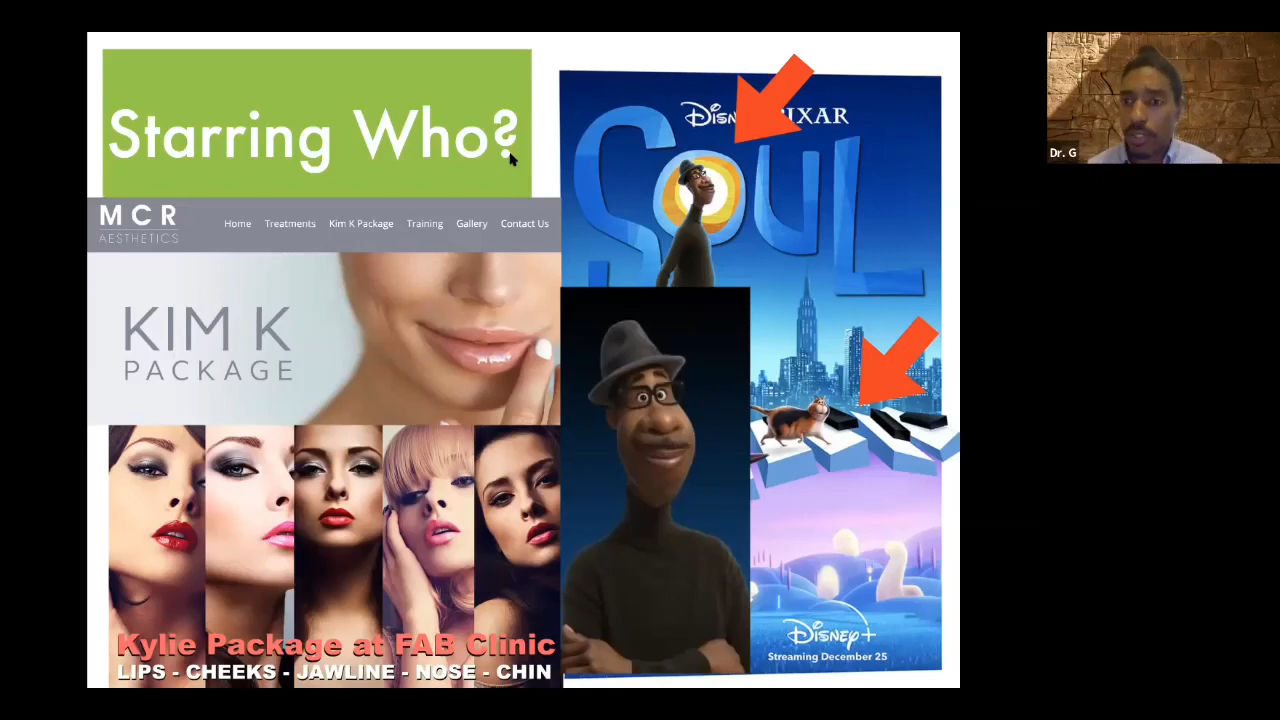 Starring Who?
MCR
AESTHETICS
Home Treatments Kim K Package Training Gallery Contact Us
KIM K
PACKAGE
Kylie Package at FAB Clinic
LIPS - CHEEKS - JAWLINE - NOSE - CHIN
SOUL
Disney+
Streaming December 25
Dr. G